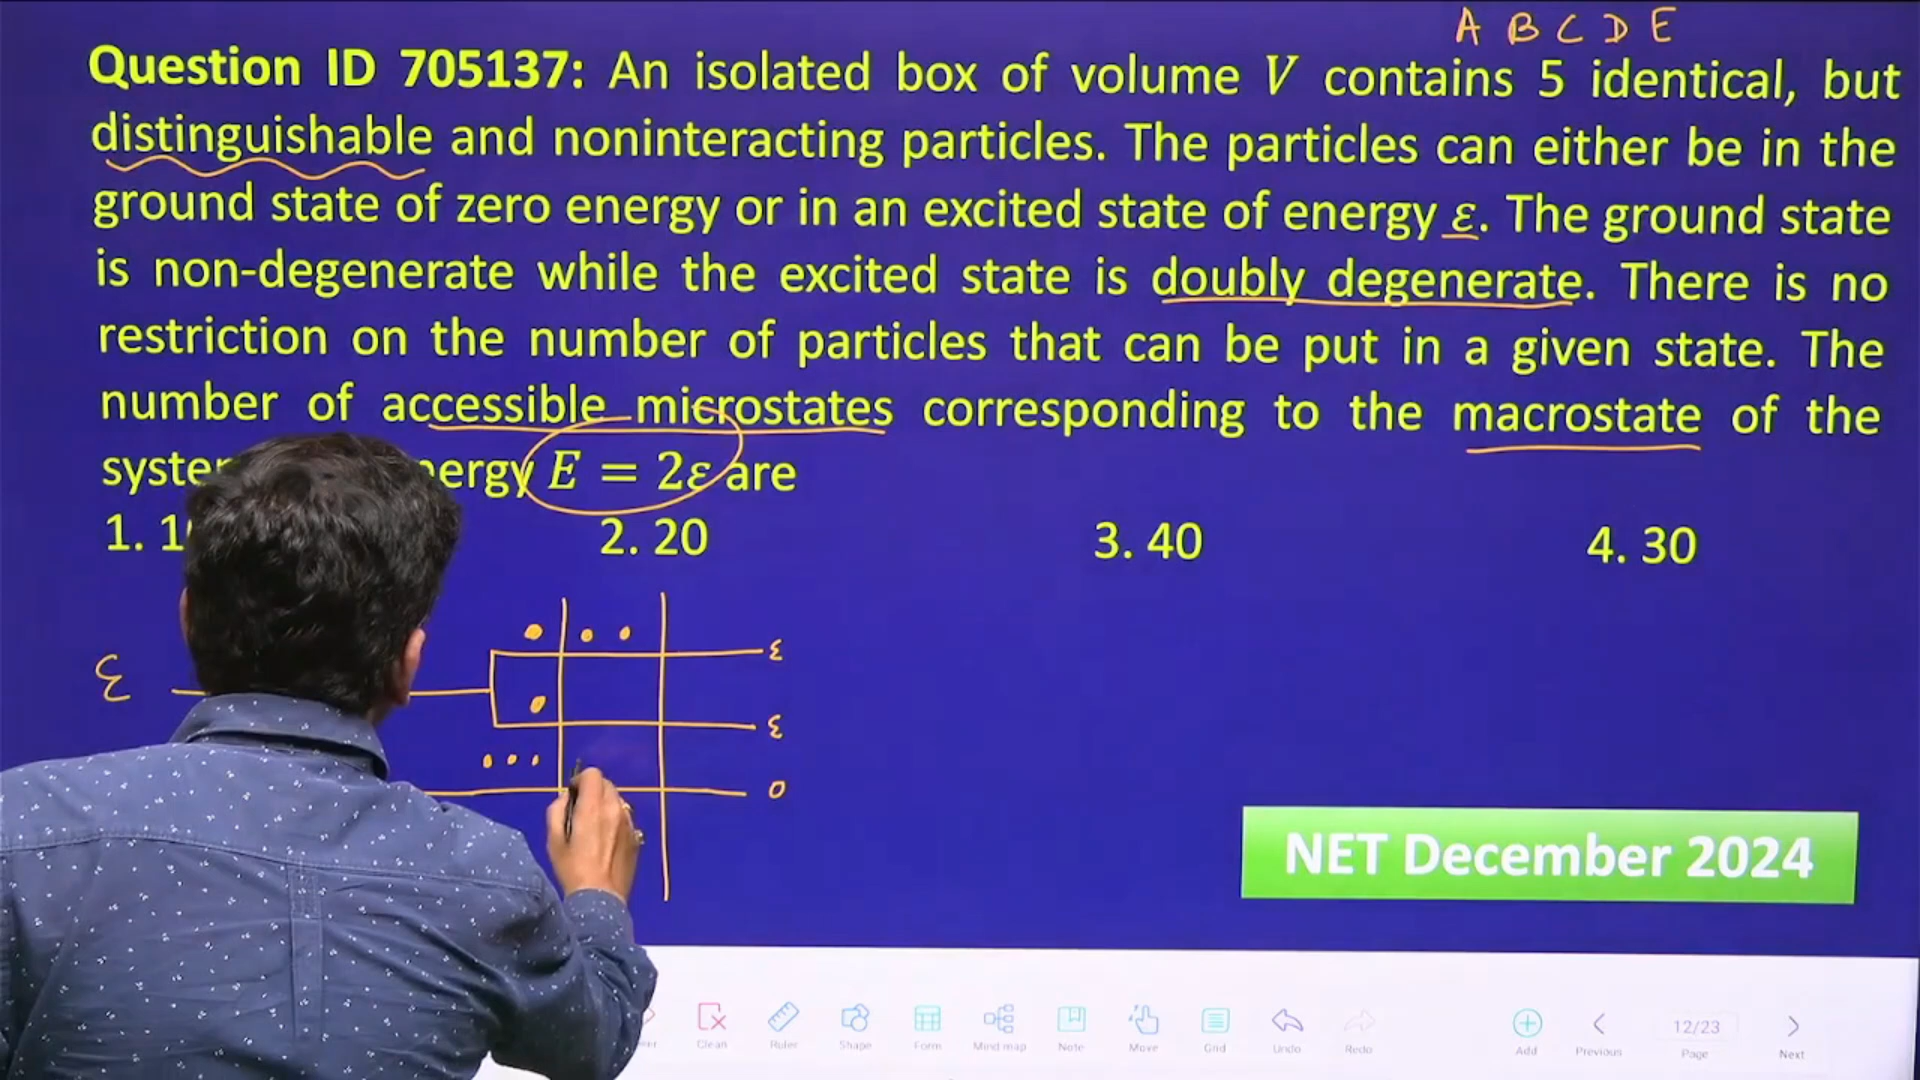 A B C D E
Question ID 705137: An isolated box of volume V contains 5 identical, but
distinguishable and noninteracting particles. The particles can either be in the
ground state of zero energy or in an excited state of energy ε. The ground state
is non-degenerate while the excited state is doubly degenerate. There is no
restriction on the number of particles that can be put in a given state. The
number of accessible microstates corresponding to the macrostate of the
E = 2ε are
1. 2. 20 3. 40 4. 30
ε
ε
ε
0
NET December 2024
Clean Ruler Shape Form Mind map Note Move Grid Undo Redo Add Previous 12/23 Page Next